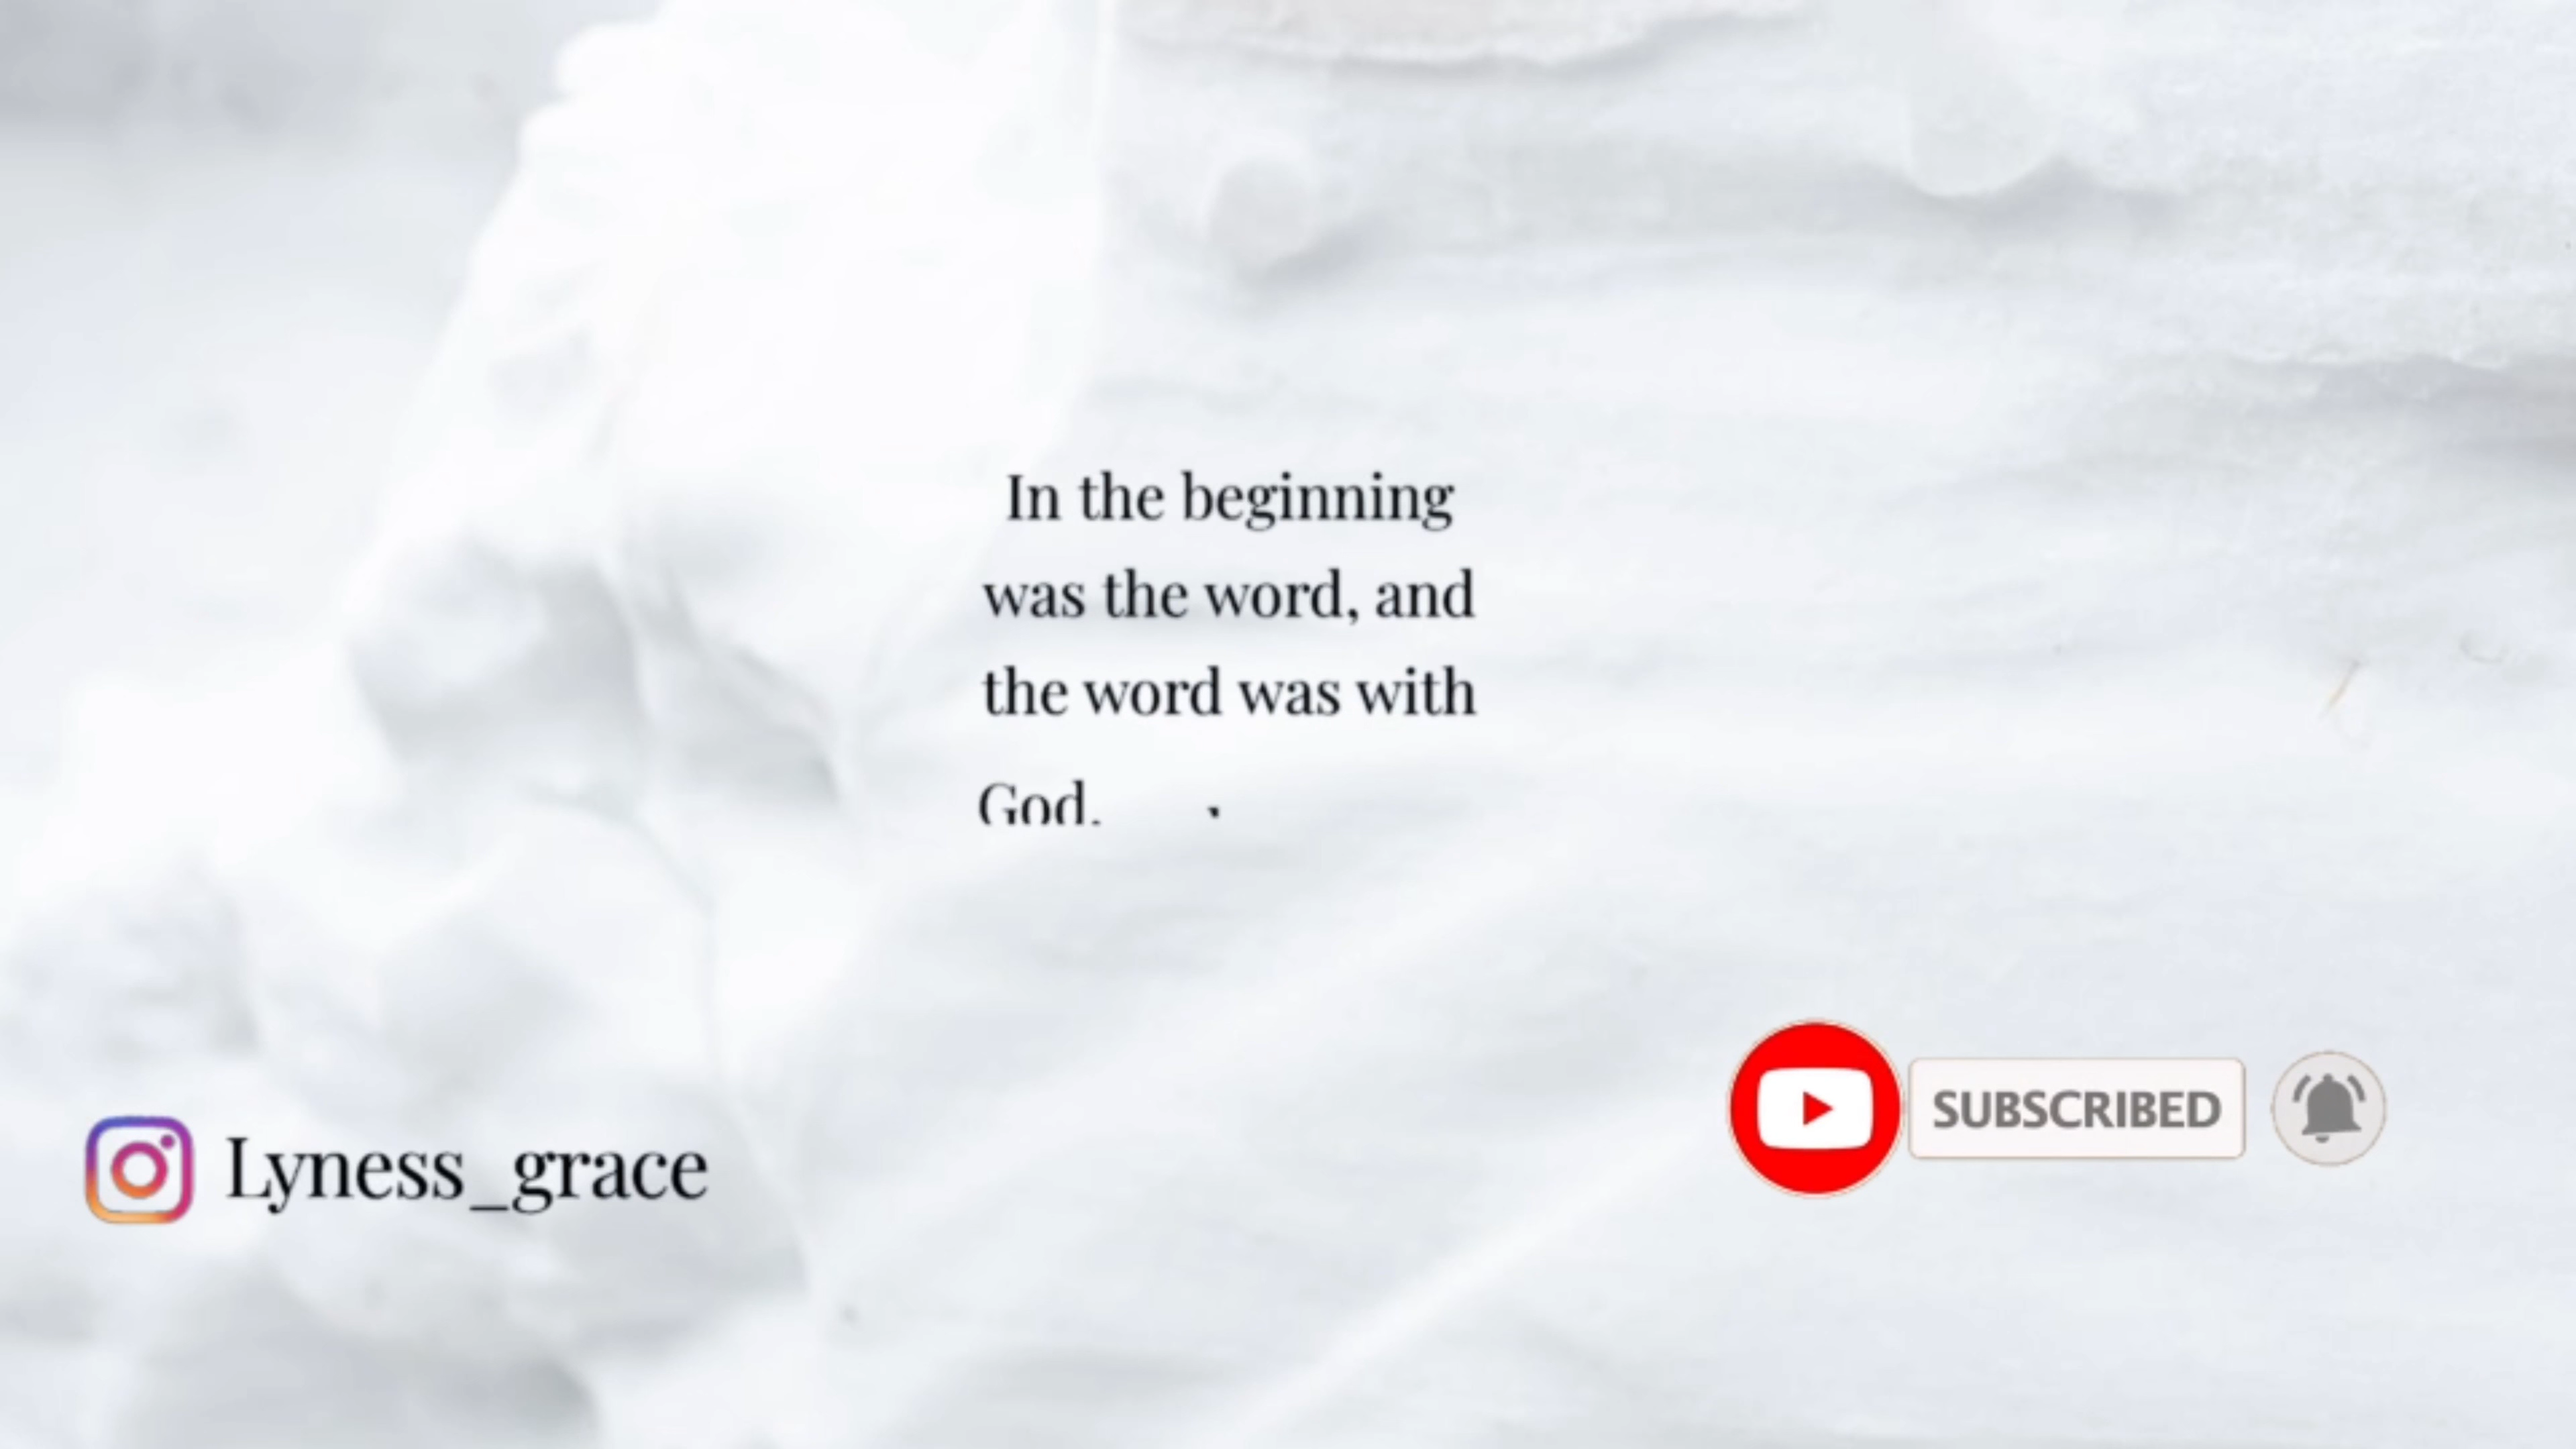 In the beginning
was the word, and
the word was with
God.
Lyness_grace
SUBSCRIBED